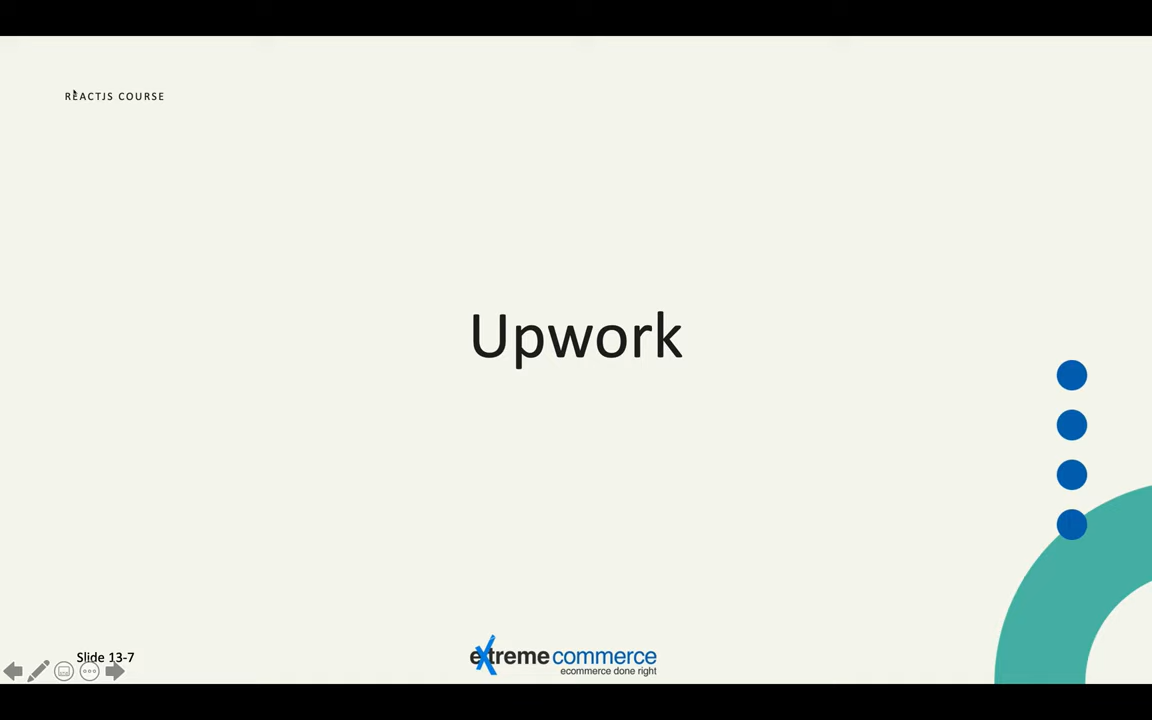 REACTJS COURSE
Upwork
Slide 13-7
extreme commerce
ecommerce done right